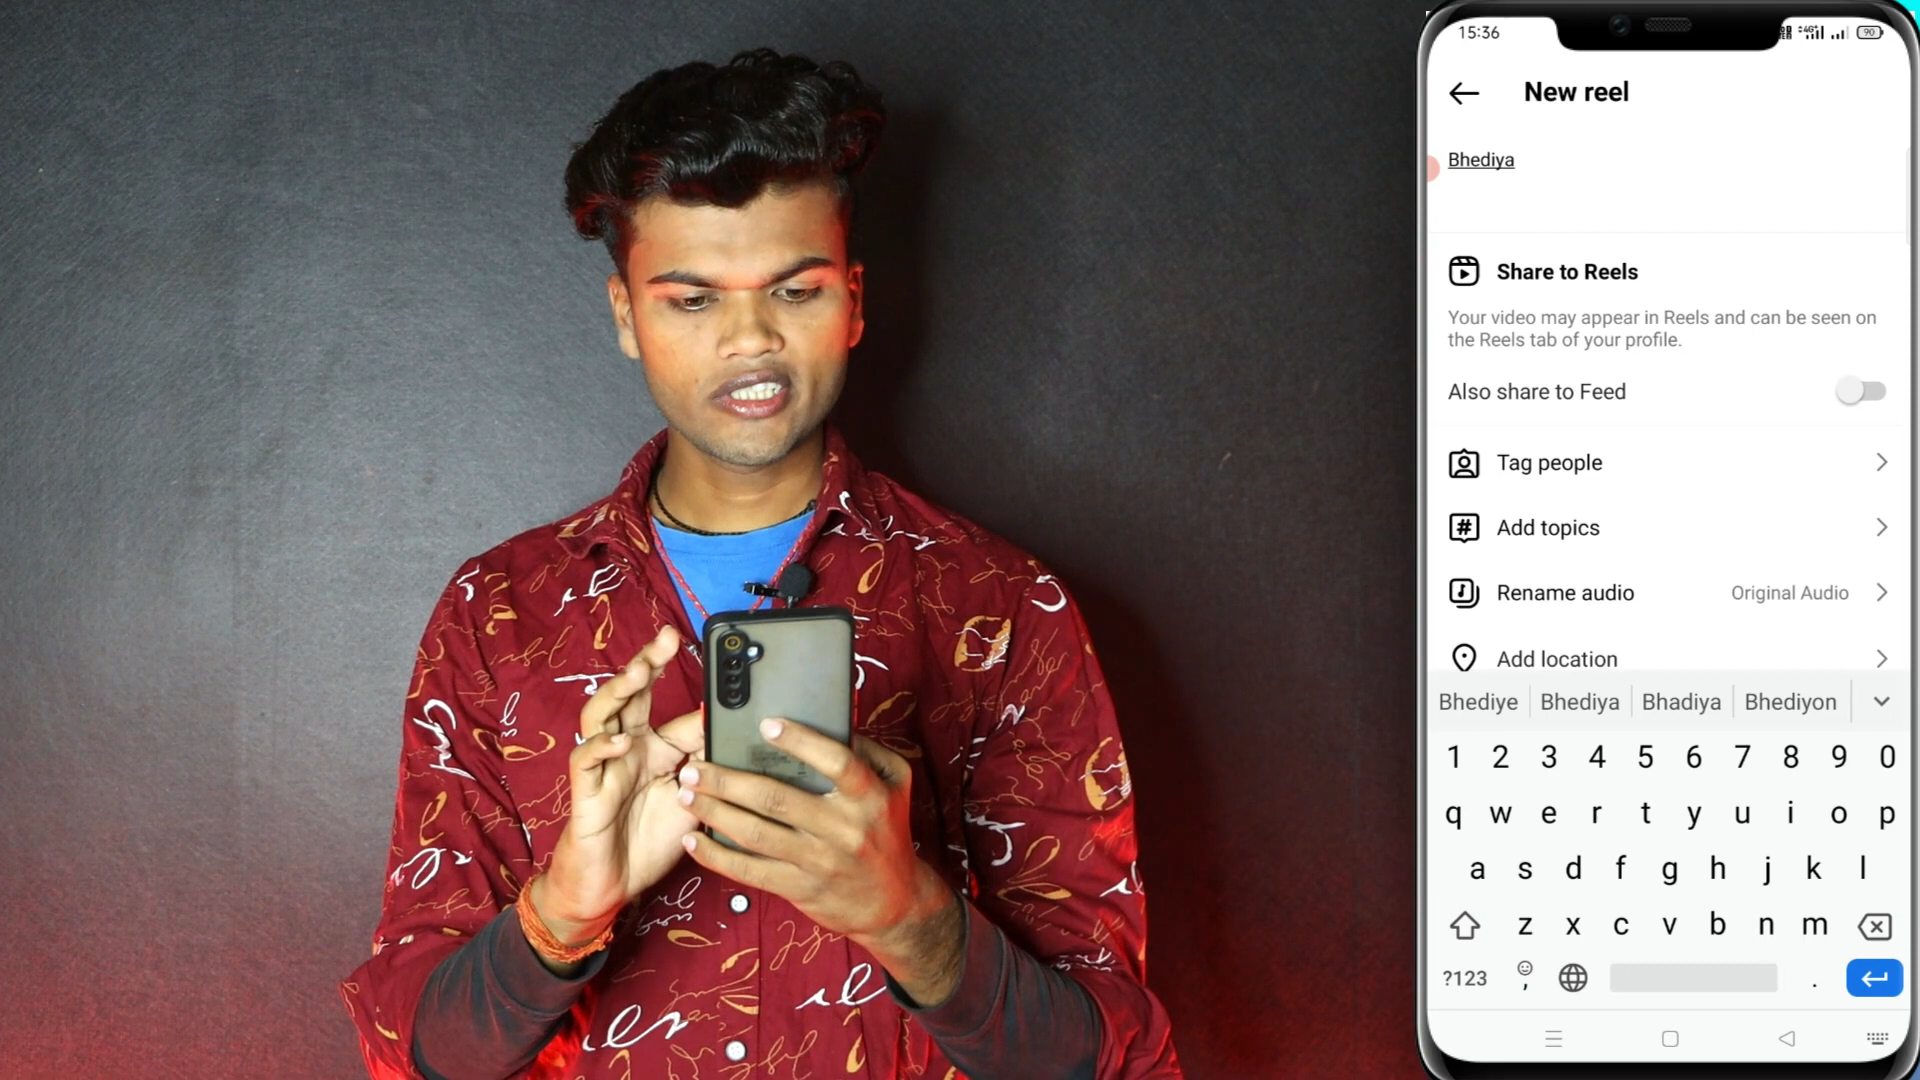 15:36
90
New reel
Bhediya
Share to Reels
Your video may appear in Reels and can be seen on
the Reels tab of your profile.
Also share to Feed
Tag people
Add topics
Rename audio Original Audio
Add location
Bhediye Bhediya Bhadiya Bhediyon
1 2 3 4 5 6 7 8 9 0
q w e r t y u i o p
a s d f g h j k l
z x c v b n m
?123 , .